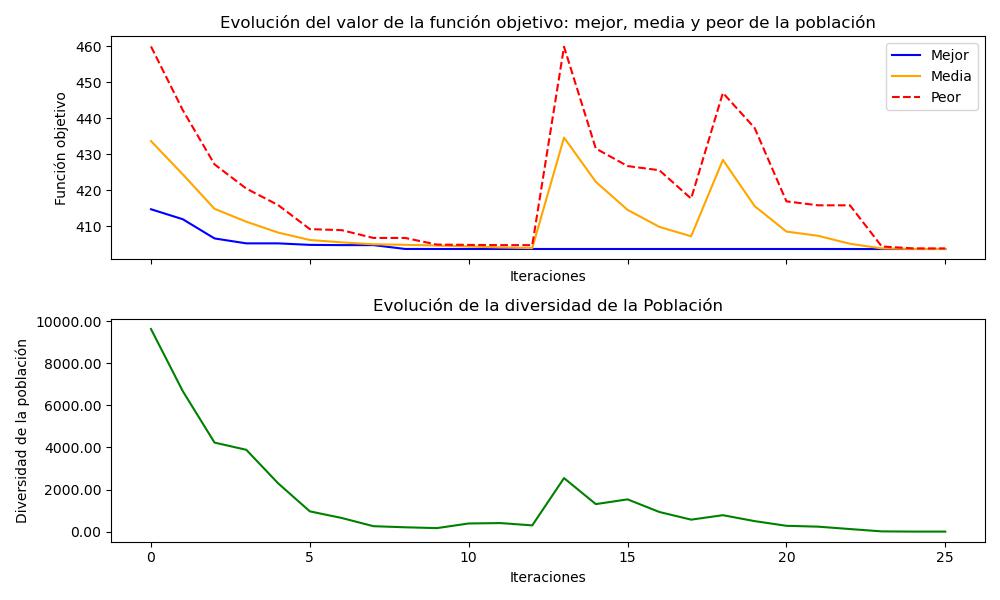 Evolución del valor de la función objetivo: mejor, media y peor de la población
Función objetivo
460
450
440
430
420
410
Mejor
Media
Peor
Iteraciones
Evolución de la diversidad de la Población
Diversidad de la población
10000.00
8000.00
6000.00
4000.00
2000.00
0.00
0 5 10 15 20 25
Iteraciones